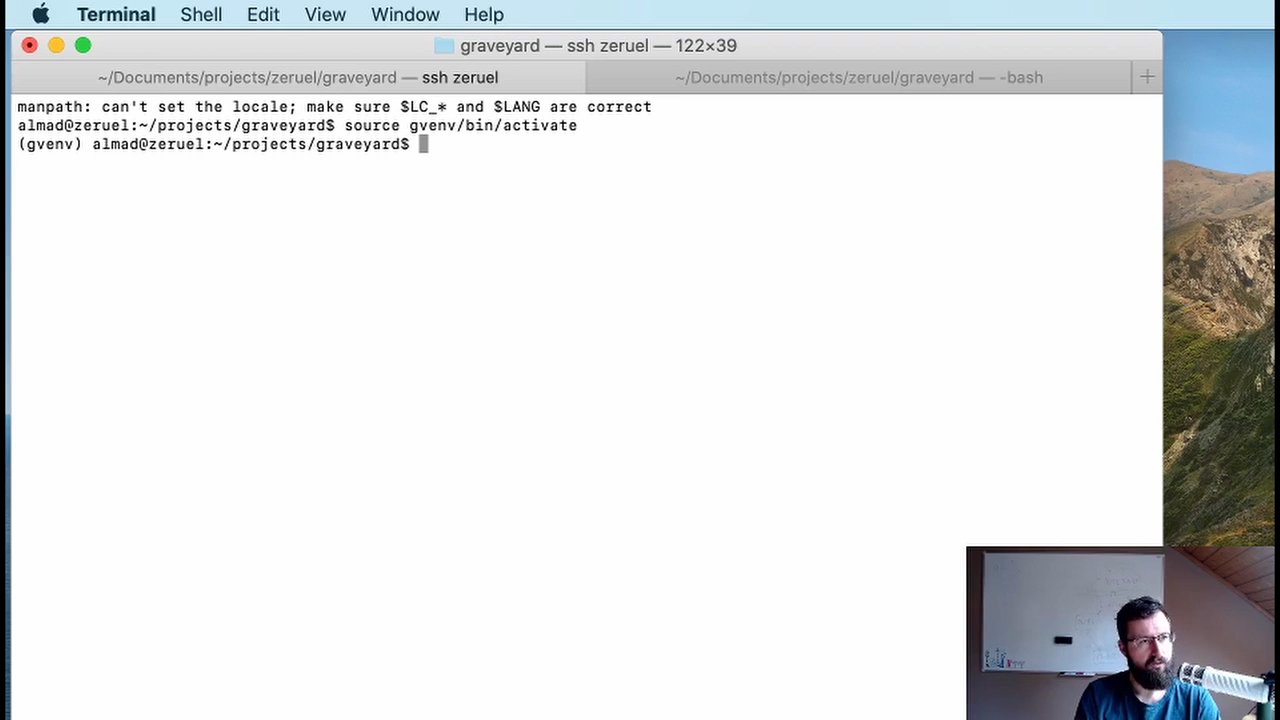 Terminal Shell Edit View Window Help
graveyard — ssh zeruel — 122×39
~/Documents/projects/zeruel/graveyard — ssh zeruel ~/Documents/projects/zeruel/graveyard — -bash
manpath: can't set the locale; make sure $LC_* and $LANG are correct
almad@zeruel:~/projects/graveyard$ source gvenv/bin/activate
(gvenv) almad@zeruel:~/projects/graveyard$